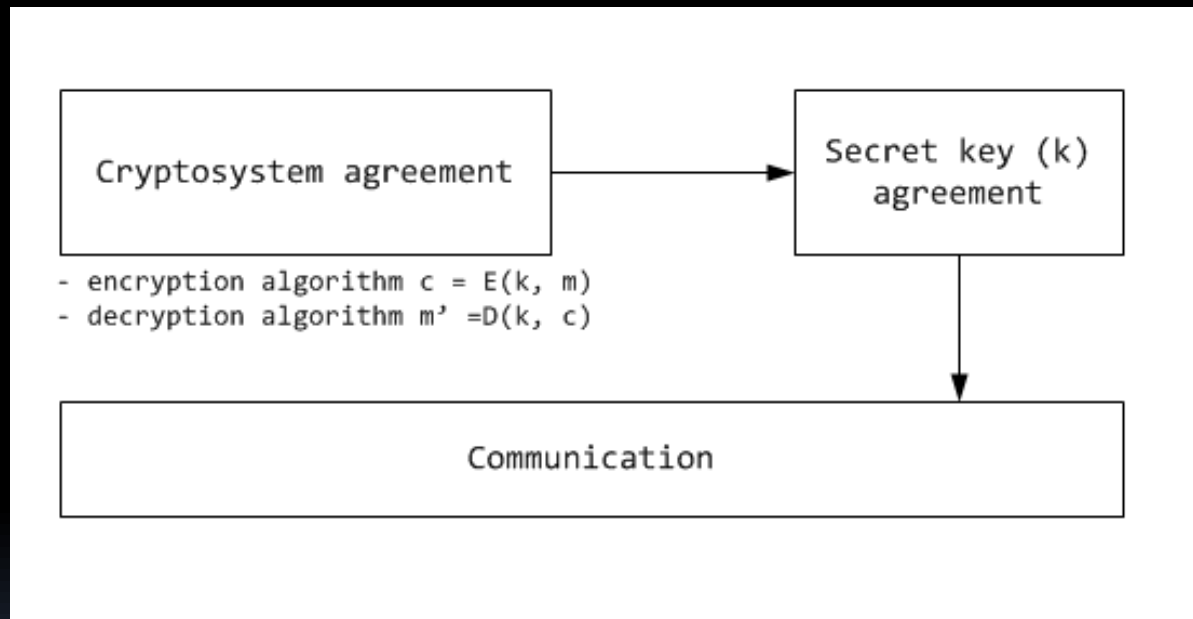 Cryptosystem agreement
Secret key (k)
agreement
- encryption algorithm c = E(k, m)
- decryption algorithm m’ =D(k, c)
Communication